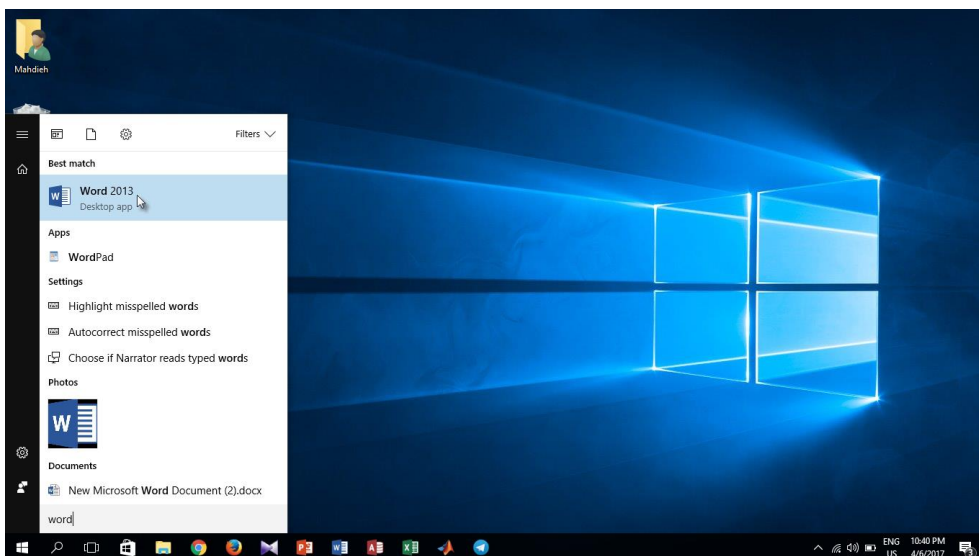 Mahdieh
Filters
Best match
Word 2013
Desktop app
Apps
WordPad
Settings
Highlight misspelled words
Autocorrect misspelled words
Choose if Narrator reads typed words
Photos
W
Documents
New Microsoft Word Document (2).docx
word
ENG 10:40 PM
US 4/6/2017